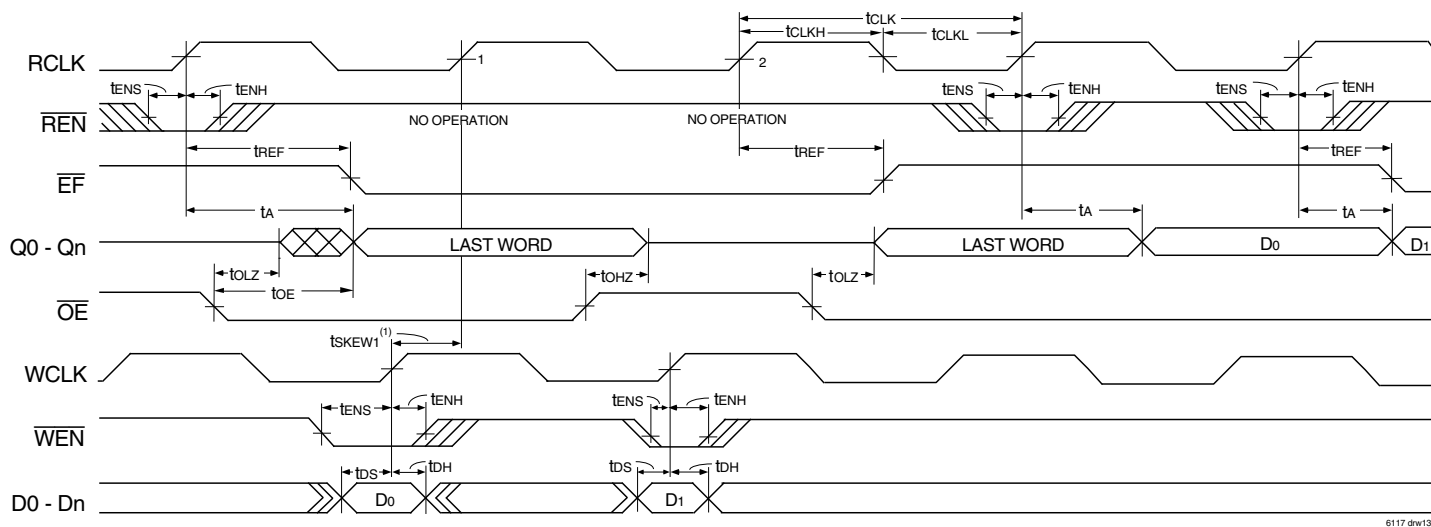 tCLK
tCLKH tCLKL
RCLK 1 2
tENS tENH tENS tENH tENS tENH
REN NO OPERATION NO OPERATION
tREF tREF tREF
EF
tA tA tA
Q0 - Qn LAST WORD LAST WORD D0 D1
tOLZ tOHZ tOLZ
tOE
OE
tSKEW1(1)
WCLK
tENS tENH tENS tENH
WEN
tDS tDH tDS tDH
D0 - Dn D0 D1
6117 drw13